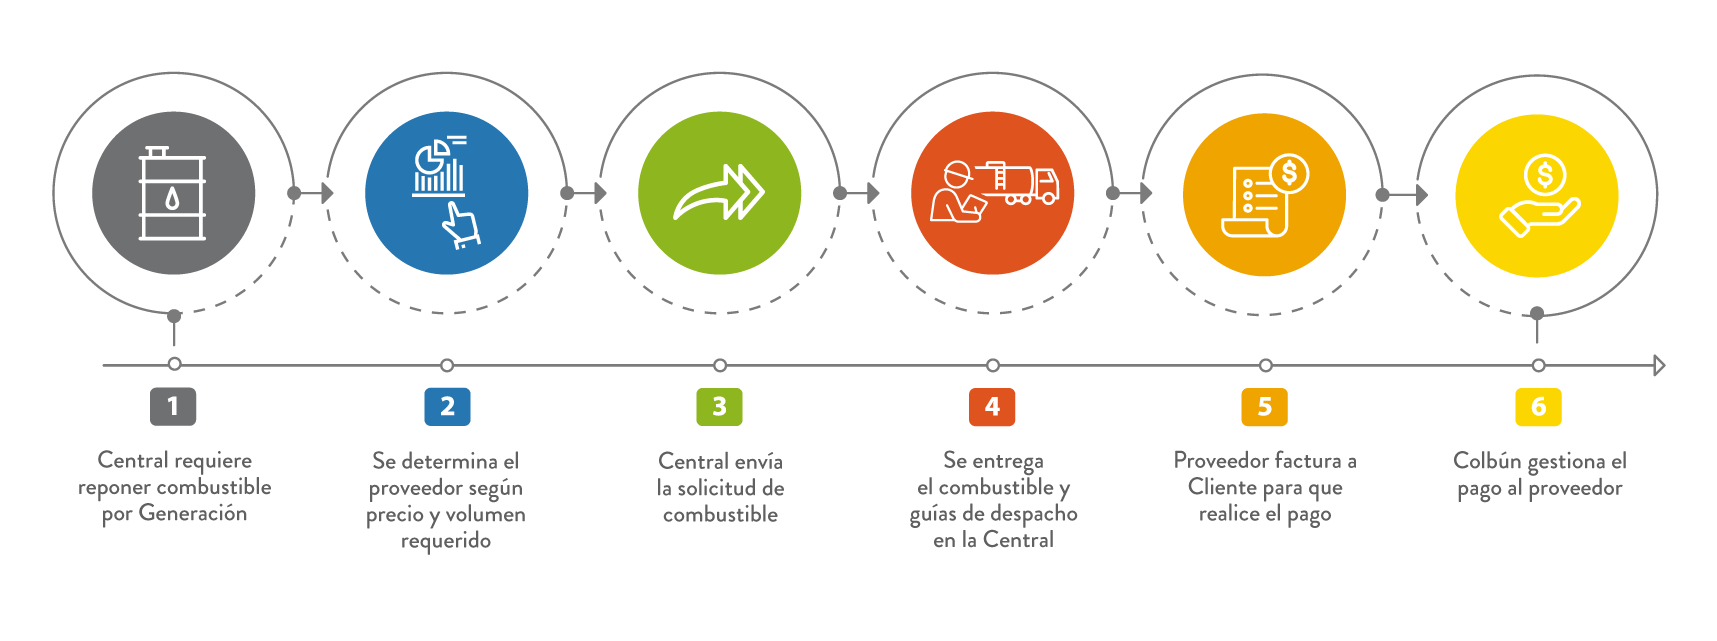 $
$
1
Central requiere
reponer combustible
por Generación
2
Se determina el
proveedor según
precio y volumen
requerido
3
Central envía
la solicitud de
combustible
4
Se entrega
el combustible y
guías de despacho
en la Central
5
Proveedor factura a
Cliente para que
realice el pago
6
Colbún gestiona el
pago al proveedor